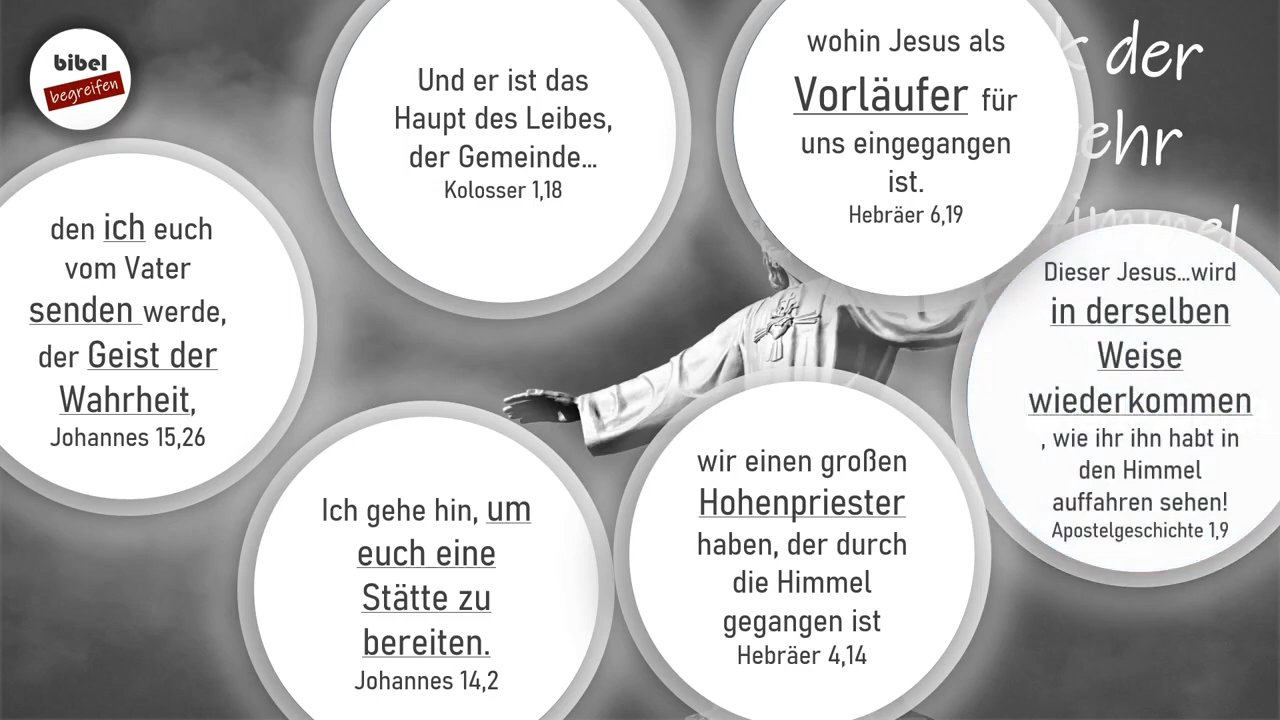 bibel
begreifen
den ich euch
vom Vater
senden werde,
der Geist der
Wahrheit,
Johannes 15,26
Und er ist das
Haupt des Leibes,
der Gemeinde...
Kolosser 1,18
wohin Jesus als
Vorläufer für
uns eingegangen
ist.
Hebräer 6,19
der
Dieser Jesus...wird
in derselben
Weise
wiederkommen
, wie ihr ihn habt in
den Himmel
auffahren sehen!
Apostelgeschichte 1,9
Ich gehe hin, um
euch eine
Stätte zu
bereiten.
Johannes 14,2
wir einen großen
Hohenpriester
haben, der durch
die Himmel
gegangen ist
Hebräer 4,14